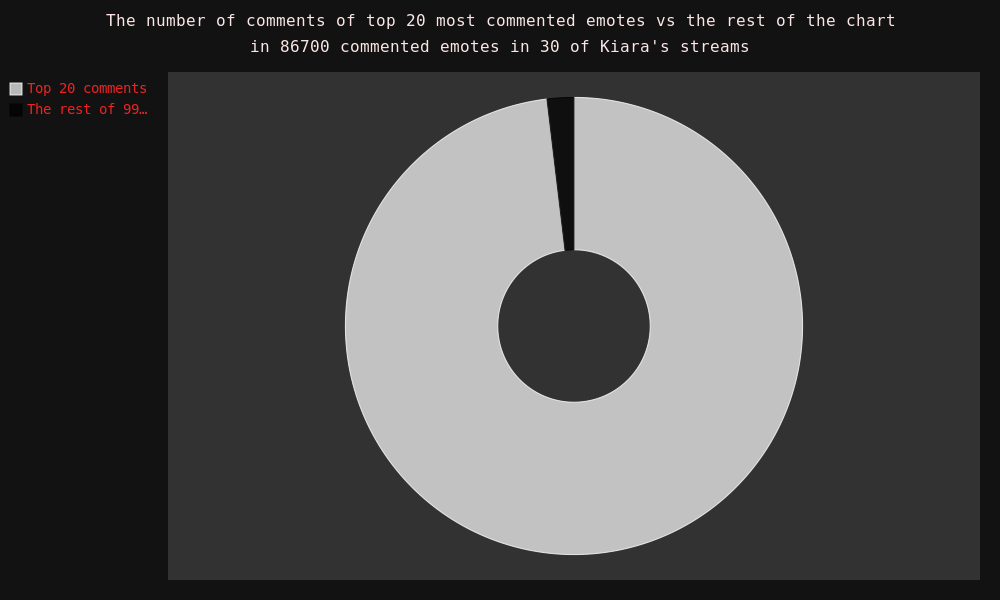 The number of comments of top 20 most commented emotes vs the rest of the chart
in 86700 commented emotes in 30 of Kiara's streams
Top 20 comments
The rest of 99…